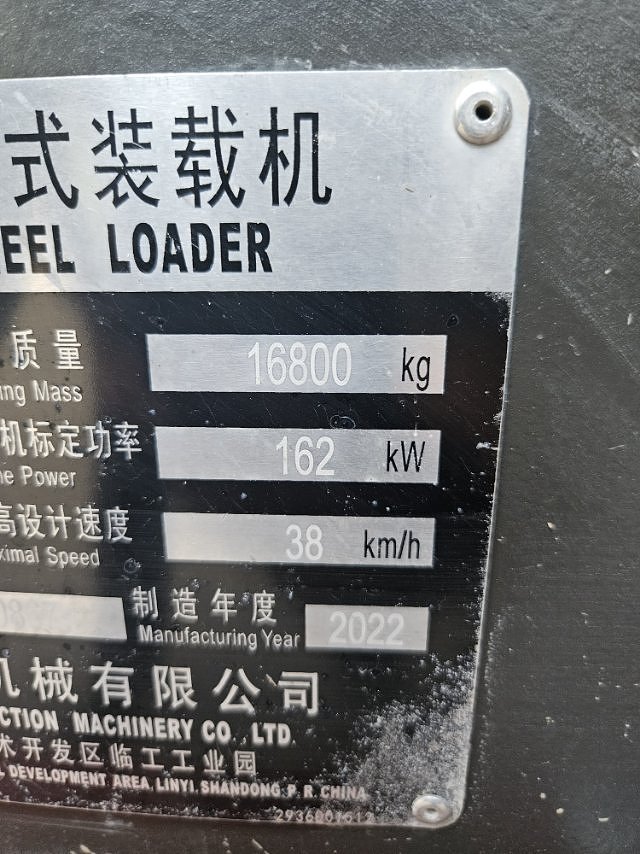 式装载机
EEL LOADER
质量
ing Mass
16800 kg
机标定功率
ne Power
162 kW
高设计速度
ximal Speed
38 km/h
制造年度
Manufacturing Year
2022
机械有限公司
CTION MACHINERY CO., LTD.
术开发区临工工业园
DEVELOPMENT AREA, LINYI, SHANDONG, P. R. CHINA